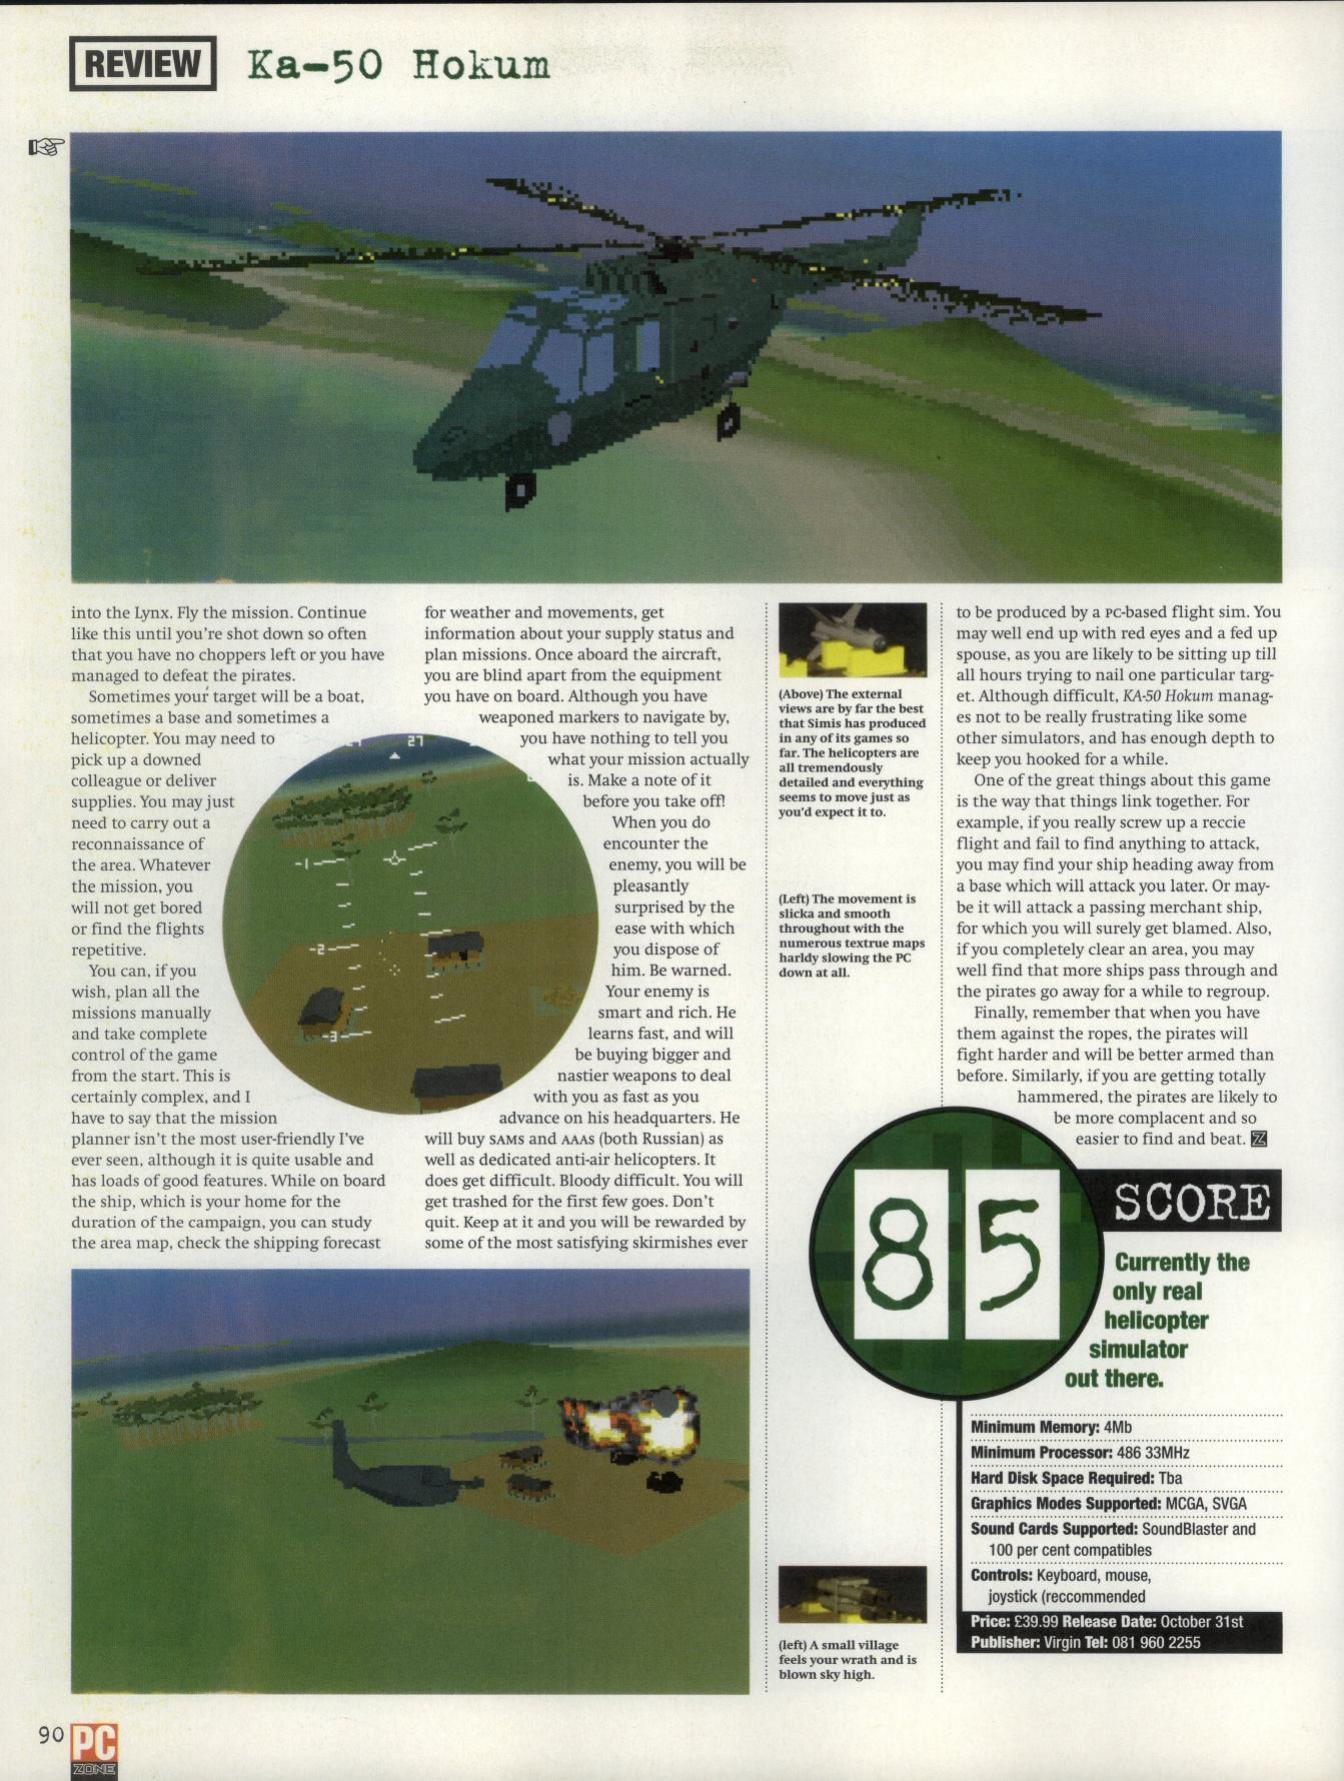 REVIEW Ka-50 Hokum
into the Lynx. Fly the mission. Continue
like this until you're shot down so often
that you have no choppers left or you have
managed to defeat the pirates.
Sometimes your target will be a boat,
sometimes a base and sometimes a
helicopter. You may need to
pick up a downed
colleague or deliver
supplies. You may just
need to carry out a
reconnaissance of
the area. Whatever
the mission, you
will not get bored
or find the flights
repetitive.
You can, if you
wish, plan all the
missions manually
and take complete
control of the game
from the start. This is
certainly complex, and I
have to say that the mission
planner isn't the most user-friendly I've
ever seen, although it is quite usable and
has loads of good features. While on board
the ship, which is your home for the
duration of the campaign, you can study
the area map, check the shipping forecast
27
-1
-2
-3
for weather and movements, get
information about your supply status and
plan missions. Once aboard the aircraft,
you are blind apart from the equipment
you have on board. Although you have
weaponed markers to navigate by,
you have nothing to tell you
what your mission actually
is. Make a note of it
before you take off!
When you do
encounter the
enemy, you will be
pleasantly
surprised by the
ease with which
you dispose of
him. Be warned.
Your enemy is
smart and rich. He
learns fast, and will
be buying bigger and
nastier weapons to deal
with you as fast as you
advance on his headquarters. He
will buy SAMS and AAAS (both Russian) as
well as dedicated anti-air helicopters. It
does get difficult. Bloody difficult. You will
get trashed for the first few goes. Don't
quit. Keep at it and you will be rewarded by
some of the most satisfying skirmishes ever
(Above) The external
views are by far the best
that Simis has produced
in any of its games so
far. The helicopters are
all tremendously
detailed and everything
seems to move just as
you'd expect it to.
(Left) The movement is
slicka and smooth
throughout with the
numerous textrue maps
harldy slowing the PC
down at all.
(left) A small village
feels your wrath and is
blown sky high.
to be produced by a PC-based flight sim. You
may well end up with red eyes and a fed up
spouse, as you are likely to be sitting up till
all hours trying to nail one particular targ-
et. Although difficult, KA-50 Hokum manag-
es not to be really frustrating like some
other simulators, and has enough depth to
keep you hooked for a while.
One of the great things about this game
is the way that things link together. For
example, if you really screw up a reccie
flight and fail to find anything to attack,
you may find your ship heading away from
a base which will attack you later. Or may-
be it will attack a passing merchant ship,
for which you will surely get blamed. Also,
if you completely clear an area, you may
well find that more ships pass through and
the pirates go away for a while to regroup.
Finally, remember that when you have
them against the ropes, the pirates will
fight harder and will be better armed than
before. Similarly, if you are getting totally
hammered, the pirates are likely to
be more complacent and so
easier to find and beat. Z
85
SCORE
Currently the
only real
helicopter
simulator
out there.
Minimum Memory: 4Mb
Minimum Processor: 486 33MHz
Hard Disk Space Required: Tba
Graphics Modes Supported: MCGA, SVGA
Sound Cards Supported: SoundBlaster and
100 per cent compatibles
Controls: Keyboard, mouse,
joystick (reccommended
Price: £39.99 Release Date: October 31st
Publisher: Virgin Tel: 081 960 2255
90 PC
ZONE